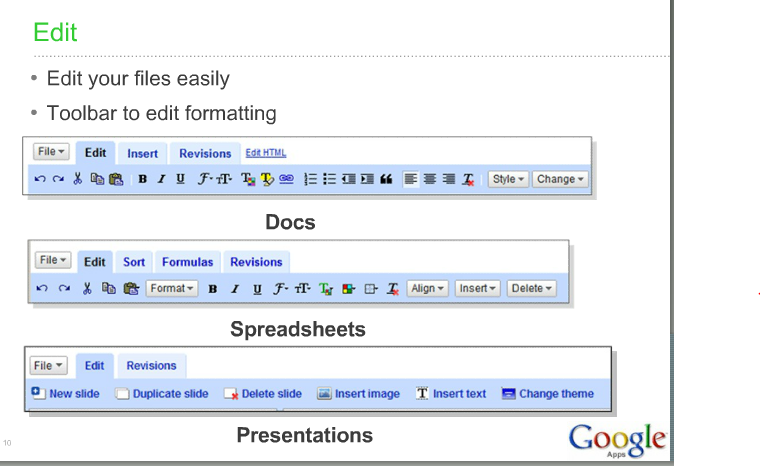 Edit
• Edit your files easily
• Toolbar to edit formatting
File Edit Insert Revisions Edit HTML
B I U Style Change
Docs
File Edit Sort Formulas Revisions
Format B I U Align Insert Delete
Spreadsheets
File Edit Revisions
New slide Duplicate slide Delete slide Insert image T Insert text Change theme
Presentations
10
Google
Apps